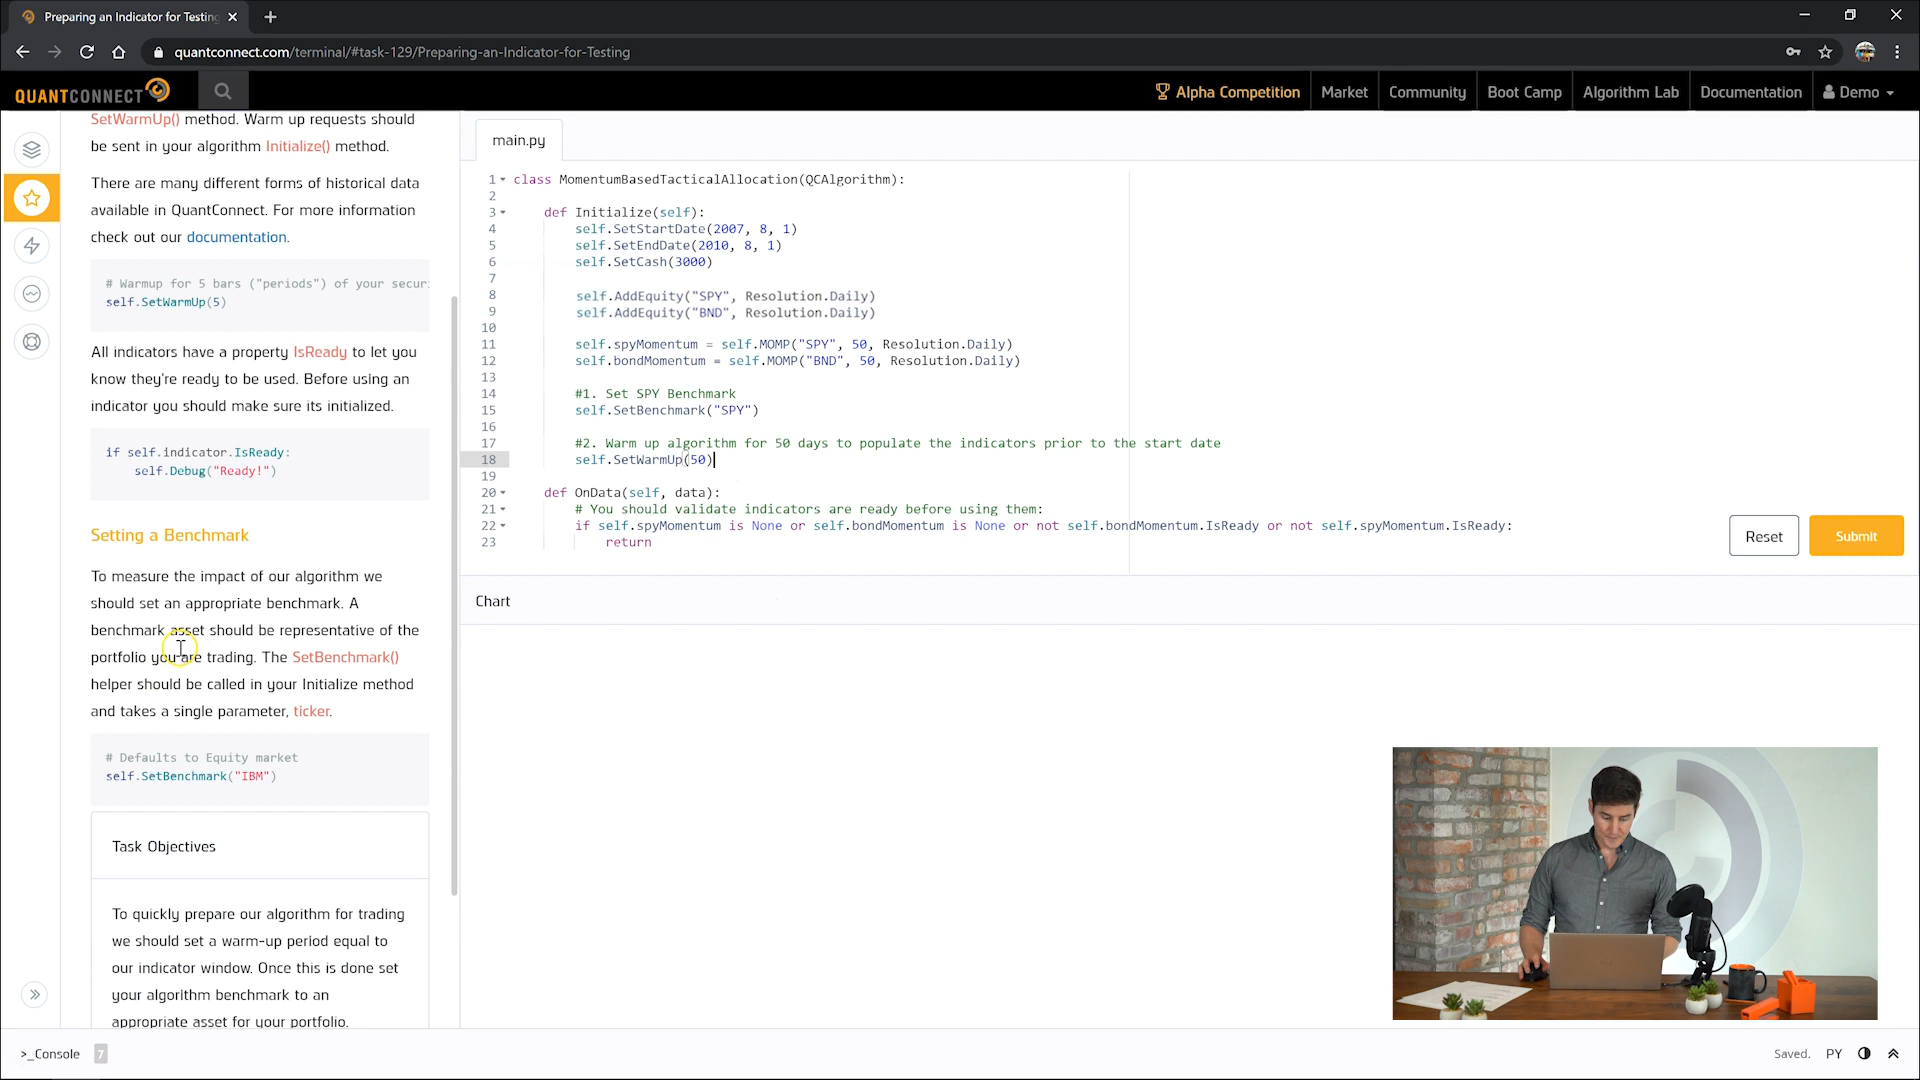 Preparing an Indicator for Testing
quantconnect.com/terminal/#task-129/Preparing-an-Indicator-for-Testing
QUANTCONNECT
Alpha Competition
Market
Community
Boot Camp
Algorithm Lab
Documentation
Demo
SetWarmUp() method. Warm up requests should
be sent in your algorithm Initialize() method.
There are many different forms of historical data
available in QuantConnect. For more information
check out our documentation.
# Warmup for 5 bars ("periods") of your securi
self.SetWarmUp(5)
All indicators have a property IsReady to let you
know they're ready to be used. Before using an
indicator you should make sure its initialized.
if self.indicator.IsReady:
self.Debug("Ready!")
Setting a Benchmark
To measure the impact of our algorithm we
should set an appropriate benchmark. A
benchmark asset should be representative of the
portfolio you are trading. The SetBenchmark()
helper should be called in your Initialize method
and takes a single parameter, ticker.
# Defaults to Equity market
self.SetBenchmark("IBM")
Task Objectives
To quickly prepare our algorithm for trading
we should set a warm-up period equal to
our indicator window. Once this is done set
your algorithm benchmark to an
appropriate asset for your portfolio.
main.py
1 class MomentumBasedTacticalAllocation(QCAlgorithm):
2
3 def Initialize(self):
4 self.SetStartDate(2007, 8, 1)
5 self.SetEndDate(2010, 8, 1)
6 self.SetCash(3000)
7
8 self.AddEquity("SPY", Resolution.Daily)
9 self.AddEquity("BND", Resolution.Daily)
10
11 self.spyMomentum = self.MOMP("SPY", 50, Resolution.Daily)
12 self.bondMomentum = self.MOMP("BND", 50, Resolution.Daily)
13
14 #1. Set SPY Benchmark
15 self.SetBenchmark("SPY")
16
17 #2. Warm up algorithm for 50 days to populate the indicators prior to the start date
18 self.SetWarmUp(50)
19
20 def OnData(self, data):
21 # You should validate indicators are ready before using them:
22 if self.spyMomentum is None or self.bondMomentum is None or not self.bondMomentum.IsReady or not self.spyMomentum.IsReady:
23 return
Reset
Submit
Chart
>_Console 7
Saved.
PY